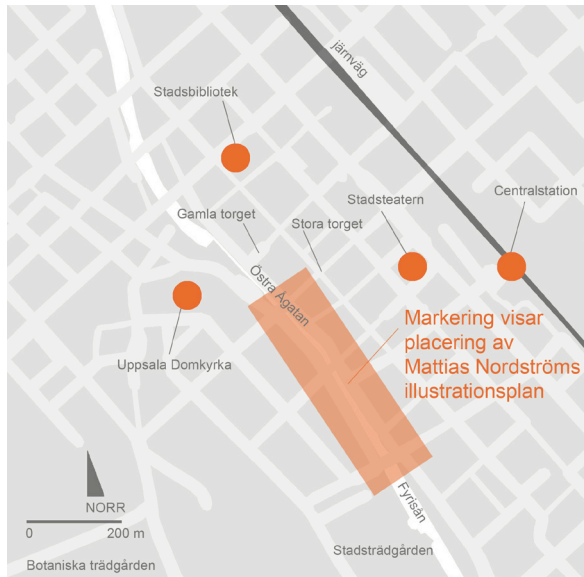 järnväg
Stadsbibliotek
Centralstation
Stadsteatern
Gamla torget
Stora torget
Östra Ågatan
Markering visar
placering av
Mattias Nordströms
illustrationsplan
Uppsala Domkyrka
Fyrisån
NORR
0 200 m
Stadsträdgården
Botaniska trädgården